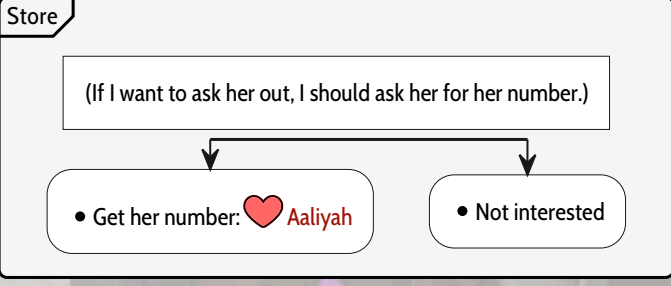 Store
(If I want to ask her out, I should ask her for her number.)
Get her number: Aaliyah
Not interested